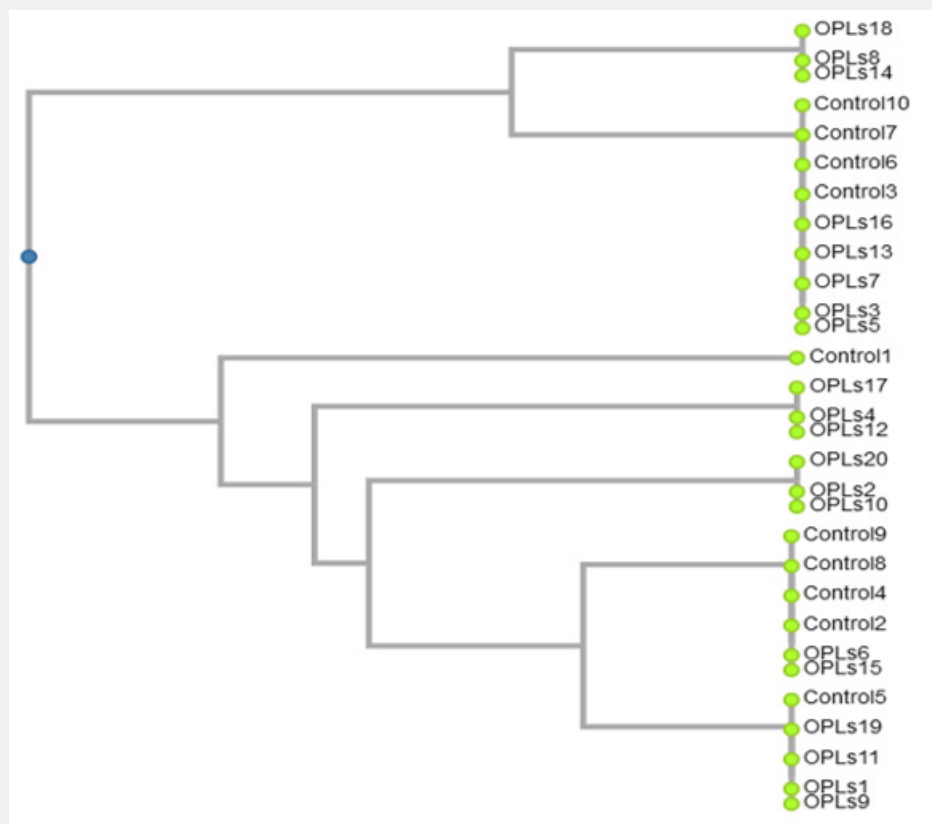 OPLs18
OPLs8
OPLs14
Control10
Control7
Control6
Control3
OPLs16
OPLs13
OPLs7
OPLs3
OPLs5
Control1
OPLs17
OPLs4
OPLs12
OPLs20
OPLs2
OPLs10
Control9
Control8
Control4
Control2
OPLs6
OPLs15
Control5
OPLs19
OPLs11
OPLs1
OPLs9